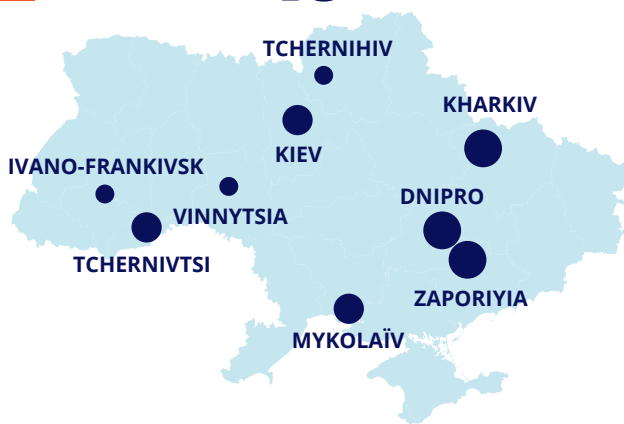 TCHERNIHIV
KHARKIV
KIEV
IVANO-FRANKIVSK
DNIPRO
VINNYTSIA
TCHERNIVTSI
ZAPORIYIA
MYKOLAÏV